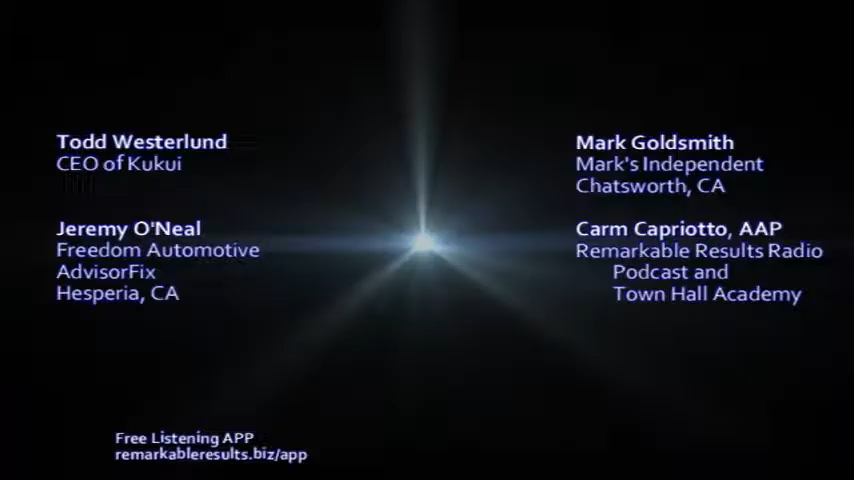 Todd Westerlund
CEO of Kukui
Jeremy O'Neal
Freedom Automotive
AdvisorFix
Hesperia, CA
Mark Goldsmith
Mark's Independent
Chatsworth, CA
Carm Capriotto, AAP
Remarkable Results Radio
Podcast and
Town Hall Academy
Free Listening APP
remarkableresults.biz/app